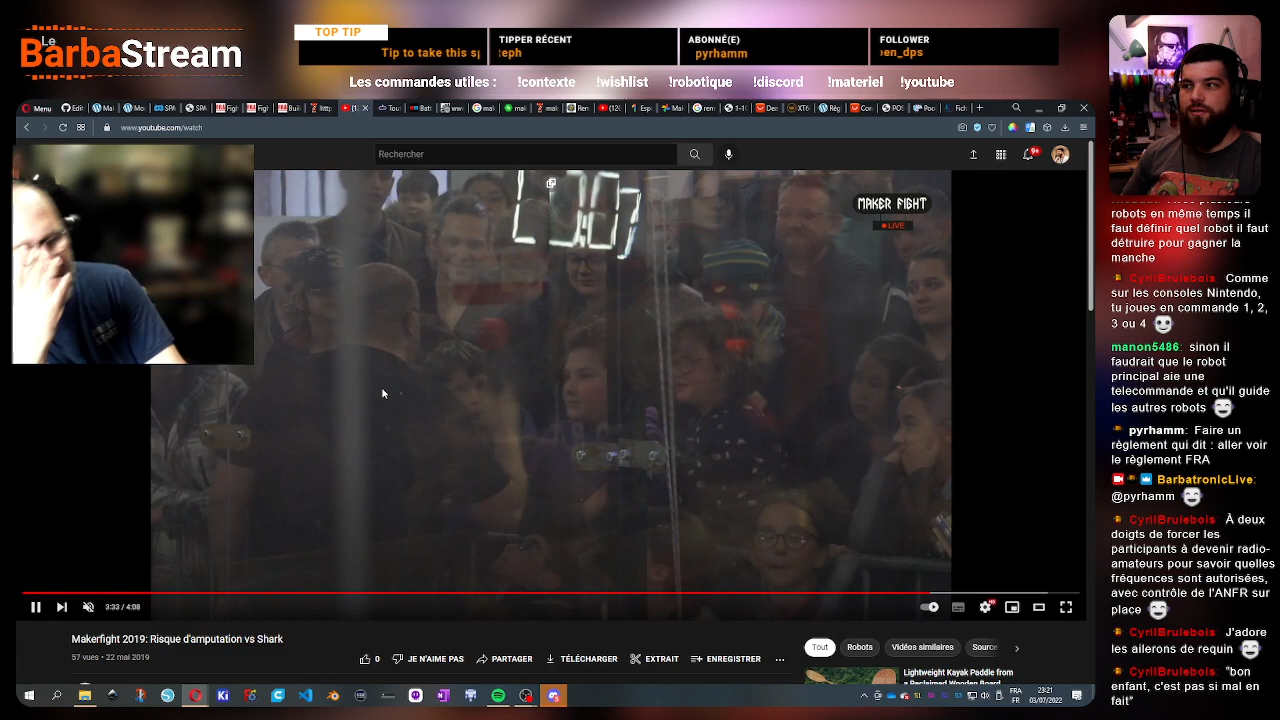 Le
BarbaStream
TOP TIP
Tip to take this sp
TIPPER RÉCENT
teph
ABONNÉ(E)
pyrhamm
FOLLOWER
en_dps
Les commandes utiles : !contexte !wishlist !robotique !discord !materiel !youtube
Menu
www.youtube.com/watch
Rechercher
9+
MAKER FIGHT
LIVE
3:33 / 4:08
Makerfight 2019: Risque d'amputation vs Shark
57 vues • 22 mai 2019
0
JE N'AIME PAS
PARTAGER
TÉLÉCHARGER
EXTRAIT
ENREGISTRER
Tout
Robots
Vidéos similaires
Source
Lightweight Kayak Paddle from
a Reclaimed Wooden Board
FRA
FR
23:21
03/07/2022
robots en même temps il
faut définir quel robot il faut
détruire pour gagner la
manche
CyrilBrulebois Comme
sur les consoles Nintendo,
tu joues en commande 1, 2,
3 ou 4
manon5486: sinon il
faudrait que le robot
principal aie une
telecommande et qu'il guide
les autres robots
pyrhamm: Faire un
règlement qui dit : aller voir
le règlement FRA
BarbatronicLive:
@pyrhamm
CyrilBrulebois À deux
doigts de forcer les
participants à devenir radio-
amateurs pour savoir quelles
fréquences sont autorisées,
avec contrôle de l'ANFR sur
place
CyrilBrulebois J'adore
les ailerons de requin
CyrilBrulebois "bon
enfant, c'est pas si mal en
fait"